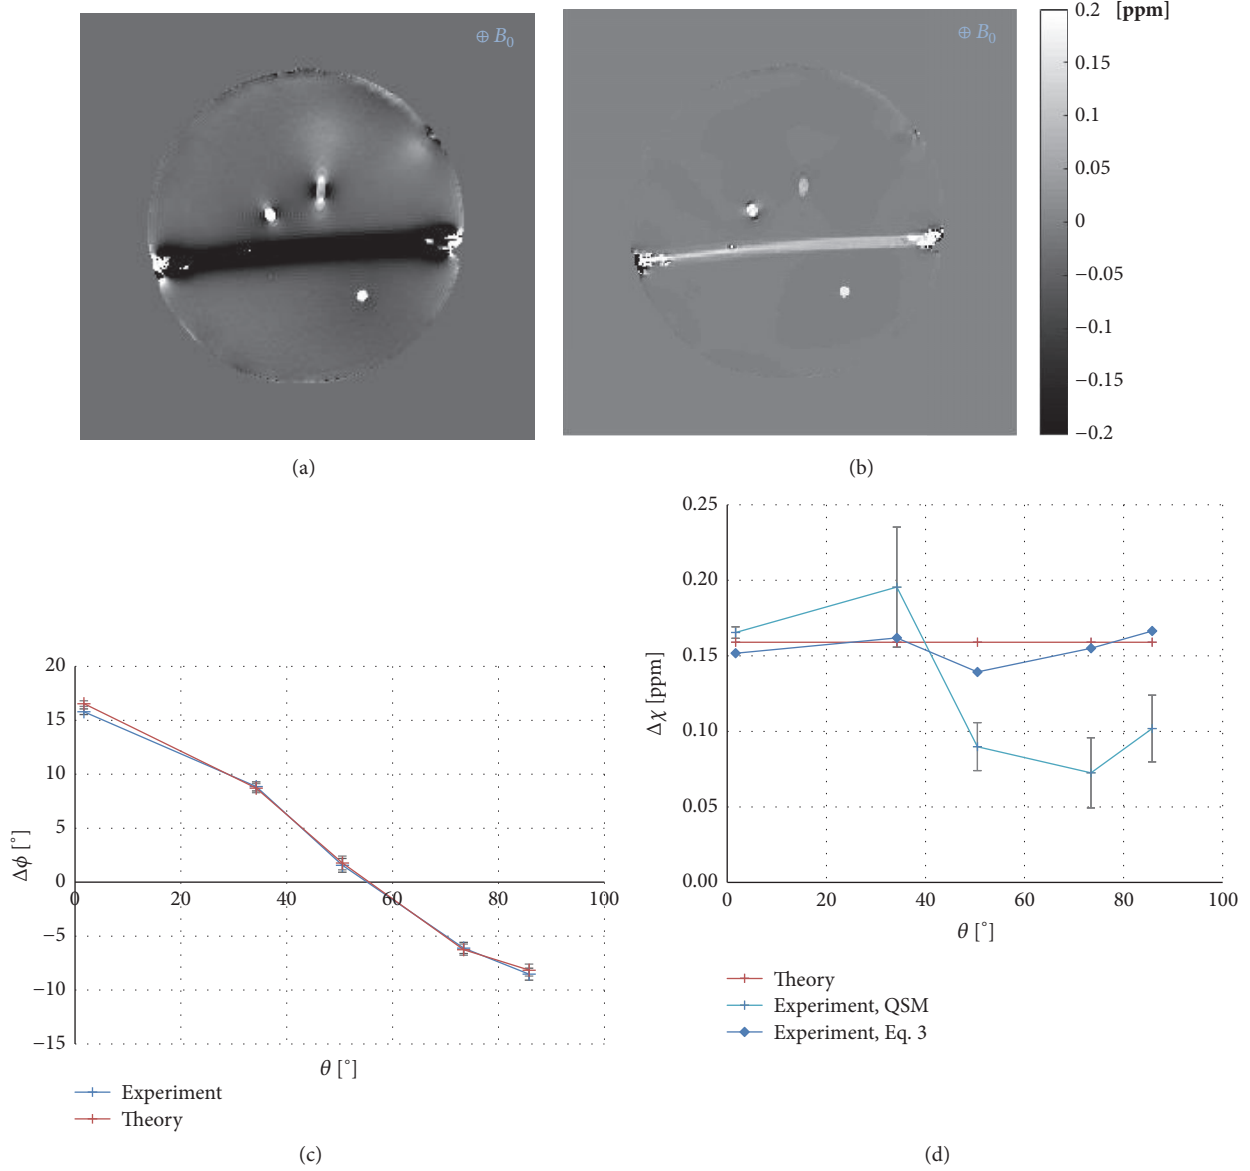 ⊕ B₀
⊕ B₀
0.2 [ppm]
0.15
0.1
0.05
0
−0.05
−0.1
−0.15
−0.2
(a)
(b)
20
15
10
5
0
−5
−10
−15
Δϕ [°]
0 20 40 60 80 100
θ [°]
Experiment
Theory
(c)
0.25
0.20
0.15
0.10
0.05
0.00
Δχ [ppm]
0 20 40 60 80 100
θ [°]
Theory
Experiment, QSM
Experiment, Eq. 3
(d)